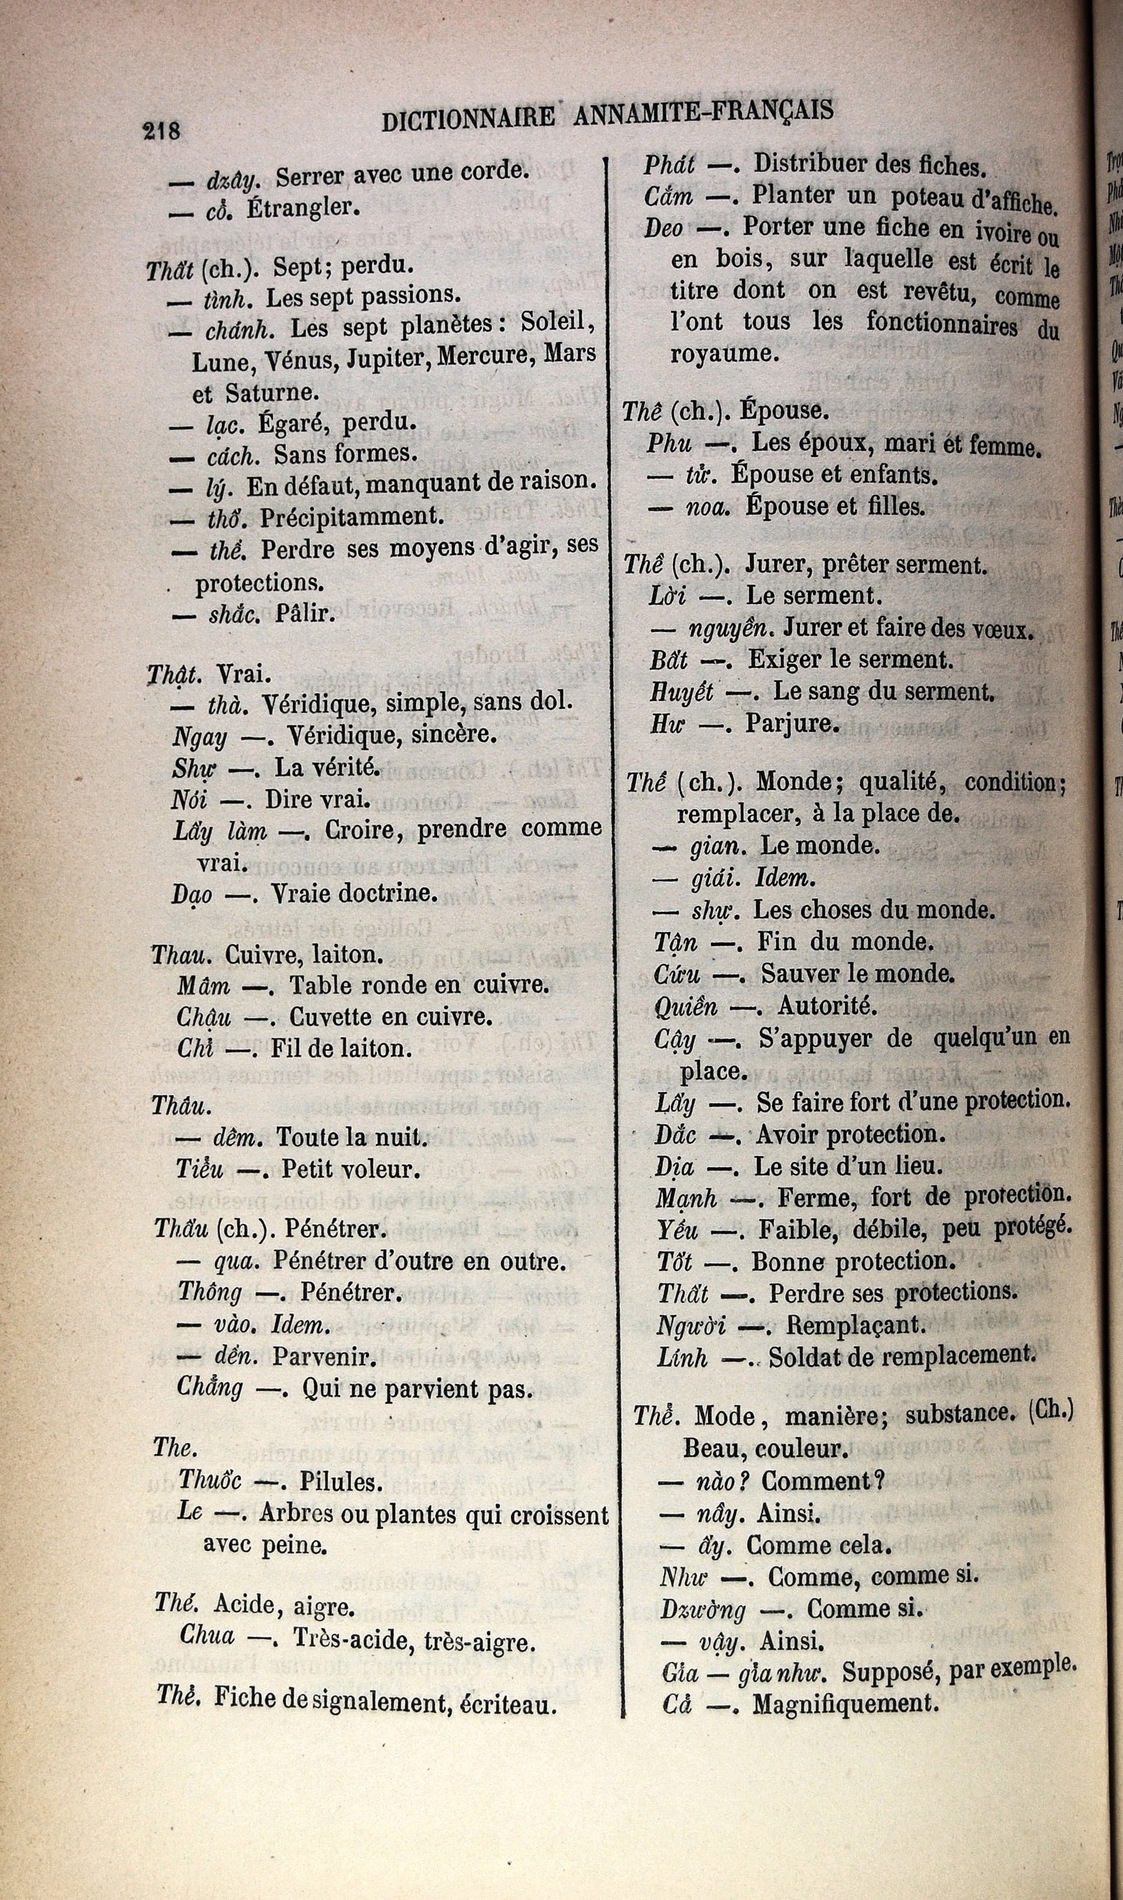 218
DICTIONNAIRE ANNAMITE-FRANÇAIS
— dzây. Serrer avec une corde.
— cổ. Étrangler.
Thất (ch.). Sept; perdu.
— tình. Les sept passions.
— chánh. Les sept planètes: Soleil,
Lune, Vénus, Jupiter, Mercure, Mars
et Saturne.
— lạc. Égaré, perdu.
— cách. Sans formes.
— lý. En défaut, manquant de raison.
— thố. Précipitamment.
— thể. Perdre ses moyens d'agir, ses
protections.
— shắc. Pâlir.
Thật. Vrai.
— thà. Véridique, simple, sans dol.
Ngay —. Véridique, sincère.
Shự —. La vérité.
Nói —. Dire vrai.
Lấy làm —. Croire, prendre comme
vrai.
Dạo —. Vraie doctrine.
Thau. Cuivre, laiton.
Mâm —. Table ronde en cuivre.
Chậu —. Cuvette en cuivre.
Chỉ —. Fil de laiton.
Thâu.
— dêm. Toute la nuit.
Tiểu —. Petit voleur.
Thấu (ch.). Pénétrer.
— qua. Pénétrer d'outre en outre.
Thông —. Pénétrer.
— vào. Idem.
— dến. Parvenir.
Chẳng —. Qui ne parvient pas.
The.
Thuốc —. Pilules.
Le —. Arbres ou plantes qui croissent
avec peine.
Thé. Acide, aigre.
Chua —. Très-acide, très-aigre.
Thẻ. Fiche de signalement, écriteau.
Phát —. Distribuer des fiches.
Cắm —. Planter un poteau d'affiche.
Deo —. Porter une fiche en ivoire ou
en bois, sur laquelle est écrit le
titre dont on est revêtu, comme
l'ont tous les fonctionnaires du
royaume.
Thê (ch.). Épouse.
Phu —. Les époux, mari et femme.
— tử. Épouse et enfants.
— noa. Épouse et filles.
Thề (ch.). Jurer, prêter serment.
Lời —. Le serment.
— nguyền. Jurer et faire des vœux.
Bắt —. Exiger le serment.
Huyết —. Le sang du serment.
Hư —. Parjure.
Thế (ch.). Monde; qualité, condition;
remplacer, à la place de.
— gian. Le monde.
— giái. Idem.
— shự. Les choses du monde.
Tận —. Fin du monde.
Cứu —. Sauver le monde.
Quiền —. Autorité.
Cậy —. S'appuyer de quelqu'un en
place.
Lấy —. Se faire fort d'une protection.
Dắc —. Avoir protection.
Dịa —. Le site d'un lieu.
Mạnh —. Ferme, fort de protection.
Yếu —. Faible, débile, peu protégé.
Tốt —. Bonne protection.
Thất —. Perdre ses protections.
Người —. Remplaçant.
Lính —. Soldat de remplacement.
Thể. Mode, manière; substance. (Ch.)
Beau, couleur.
— nào? Comment?
— nầy. Ainsi.
— ấy. Comme cela.
Như —. Comme, comme si.
Dzường —. Comme si.
— vậy. Ainsi.
Gỉa — gỉa như. Supposé, par exemple.
Cả —. Magnifiquement.